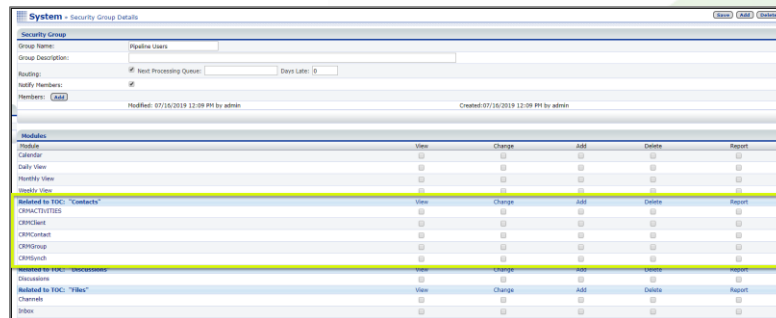 System » Security Group Details Save Add Delete
Security Group
Group Name: Pipeline Users
Group Description:
Routing: Next Processing Queue: Days Late: 0
Notify Members:
Members: Add
Modified: 07/16/2019 12:09 PM by admin Created:07/16/2019 12:09 PM by admin
Modules
Module View Change Add Delete Report
Calendar
Daily View
Monthly View
Weekly View
Related to TOC: "Contacts" View Change Add Delete Report
CRMACTIVITIES
CRMClient
CRMContact
CRMGroup
CRMSynch
Related to TOC: "Discussions" View Change Add Delete Report
Discussions
Related to TOC: "Files" View Change Add Delete Report
Channels
Inbox